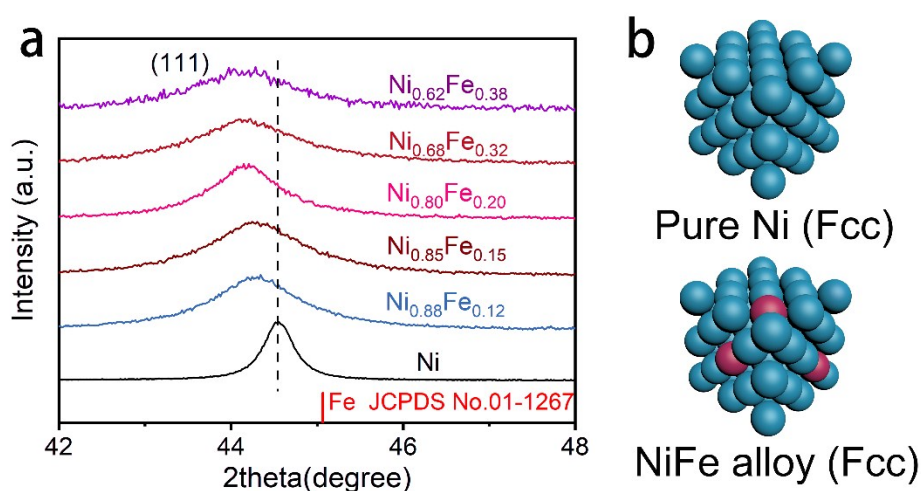 a
(111)
Ni0.62Fe0.38
Ni0.68Fe0.32
Ni0.80Fe0.20
Ni0.85Fe0.15
Ni0.88Fe0.12
Ni
Fe JCPDS No.01-1267
Intensity (a.u.)
42 44 46 48
2theta(degree)
b
Pure Ni (Fcc)
NiFe alloy (Fcc)